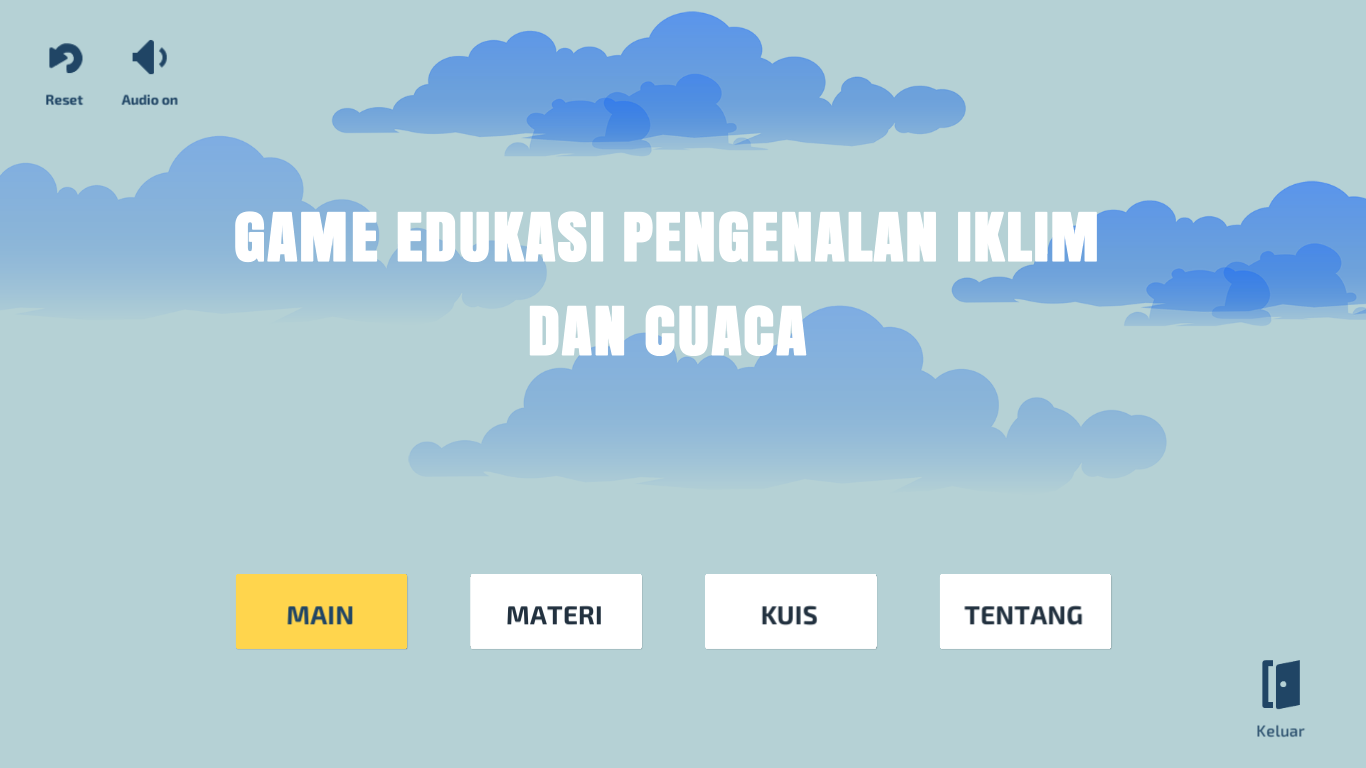 Reset
Audio on
GAME EDUKASI PENGENALAN IKLIM
DAN CUACA
MAIN
MATERI
KUIS
TENTANG
Keluar